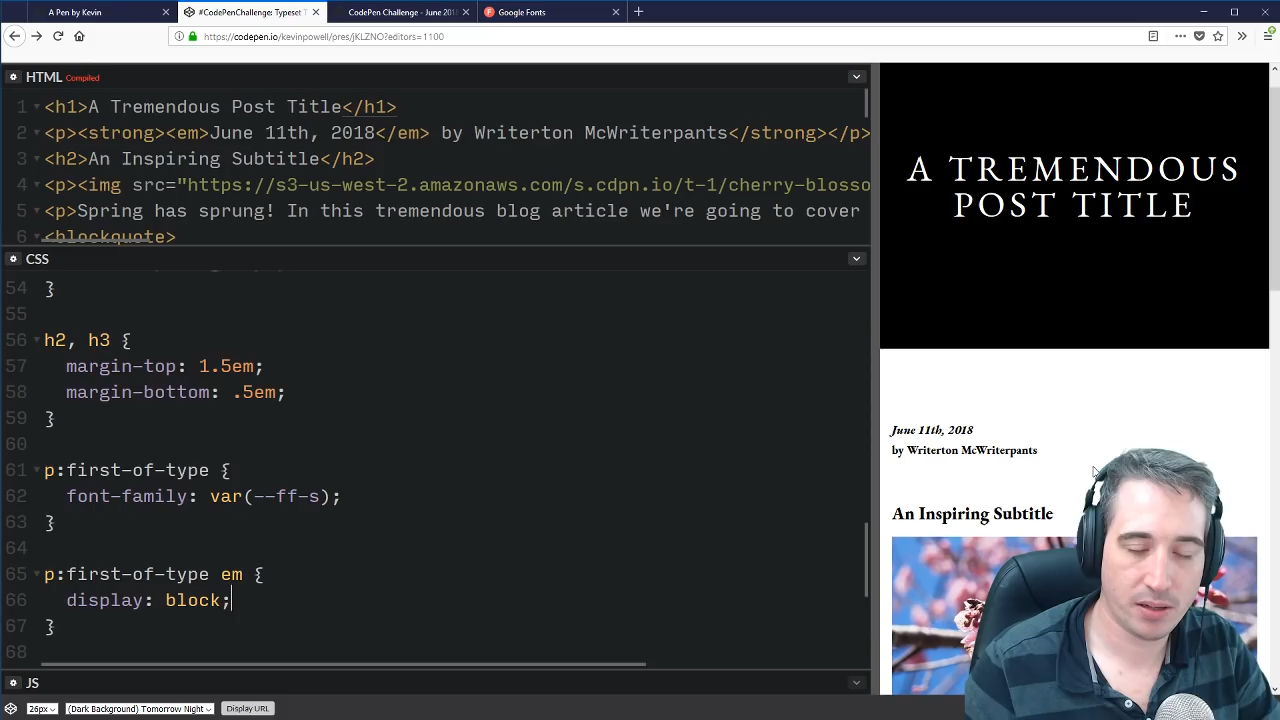 A Pen by Kevin
#CodePenChallenge: Typeset T
CodePen Challenge - June 2018
Google Fonts
https://codepen.io/kevinpowell/pres/jKLZNO?editors=1100
HTML Compiled
1 <h1>A Tremendous Post Title</h1>
2 <p><strong><em>June 11th, 2018</em> by Writerton McWriterpants</strong></p>
3 <h2>An Inspiring Subtitle</h2>
4 <p><img src="https://s3-us-west-2.amazonaws.com/s.cdpn.io/t-1/cherry-blosso
5 <p>Spring has sprung! In this tremendous blog article we're going to cover
6 <blockquote>
CSS
54 }
55
56 h2, h3 {
57 margin-top: 1.5em;
58 margin-bottom: .5em;
59 }
60
61 p:first-of-type {
62 font-family: var(--ff-s);
63 }
64
65 p:first-of-type em {
66 display: block;
67 }
68
JS
26px
(Dark Background) Tomorrow Night
Display URL
A TREMENDOUS
POST TITLE
June 11th, 2018
by Writerton McWriterpants
An Inspiring Subtitle